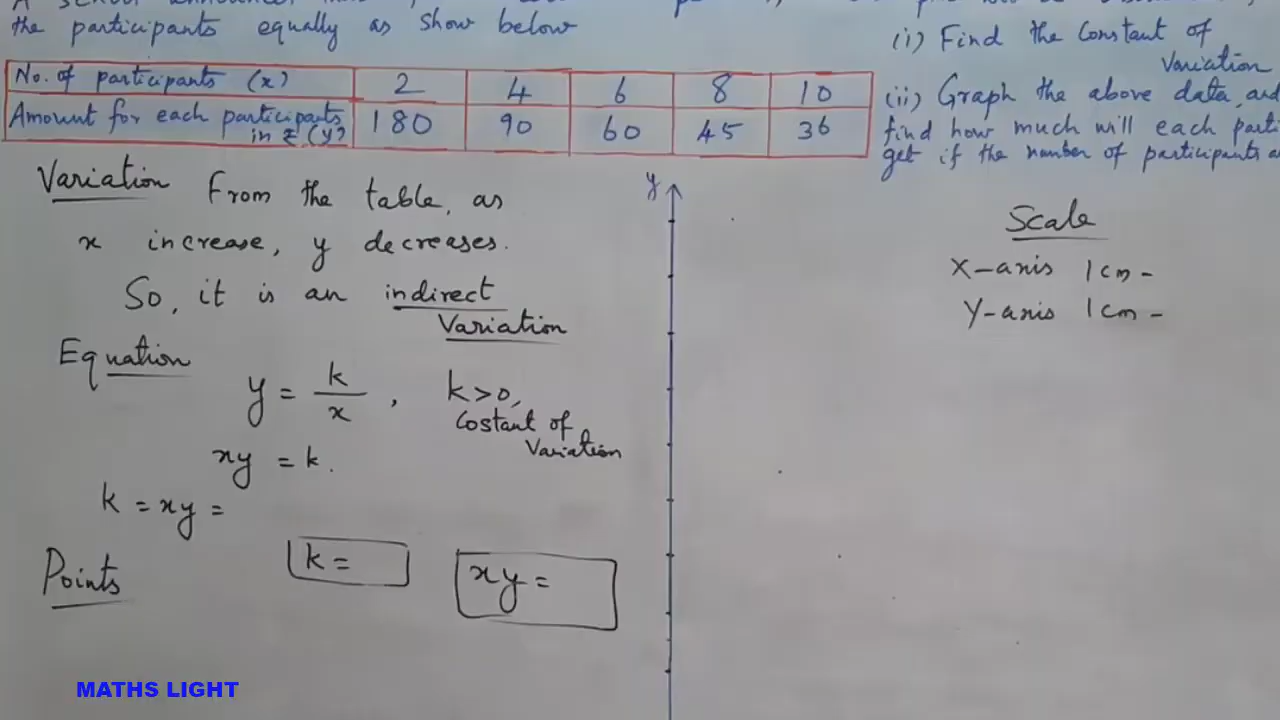 the participants equally as show below
(i) Find the Constant of
Variation
No. of participants (x) 2 4 6 8 10
Amount for each participants
in ₹ (y) 180 90 60 45 36
(ii) Graph the above data, and
find how much will each parti
get if the number of participants a
Variation From the table, as
x increase, y decreases.
So, it is an indirect
Variation
Equation
y = k/x , k>0,
Costant of
Variation
xy = k.
k = xy =
k =
xy =
Points
y
Scale
X-axis 1cm -
Y-axis 1cm -
MATHS LIGHT